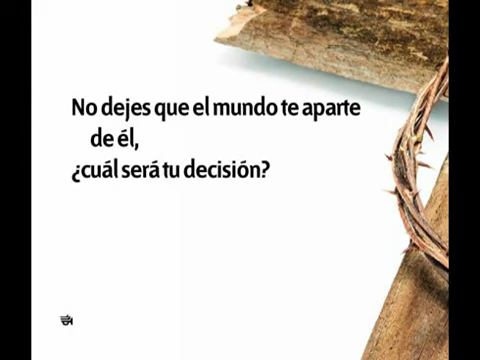 No dejes que el mundo te aparte
de él,
¿cuál será tu decisión?